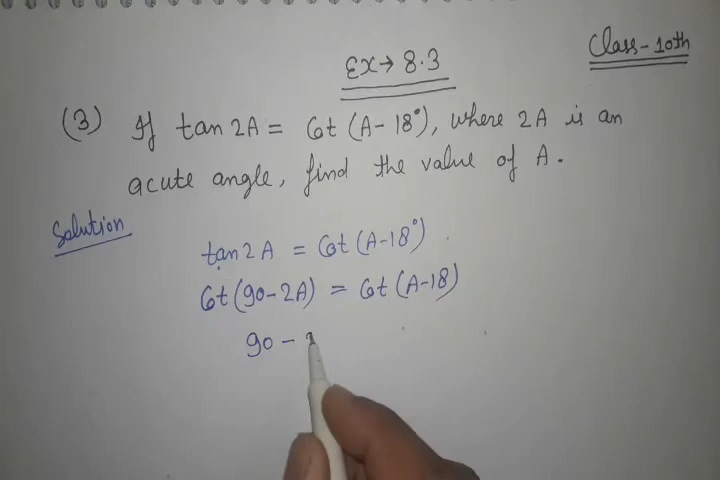 Class-10th
Ex→ 8.3
(3) If tan 2A = Cot (A-18°), where 2A is an
acute angle, find the value of A.
Solution
tan 2A = Cot (A-18°)
Cot (90-2A) = Cot (A-18)
90 -